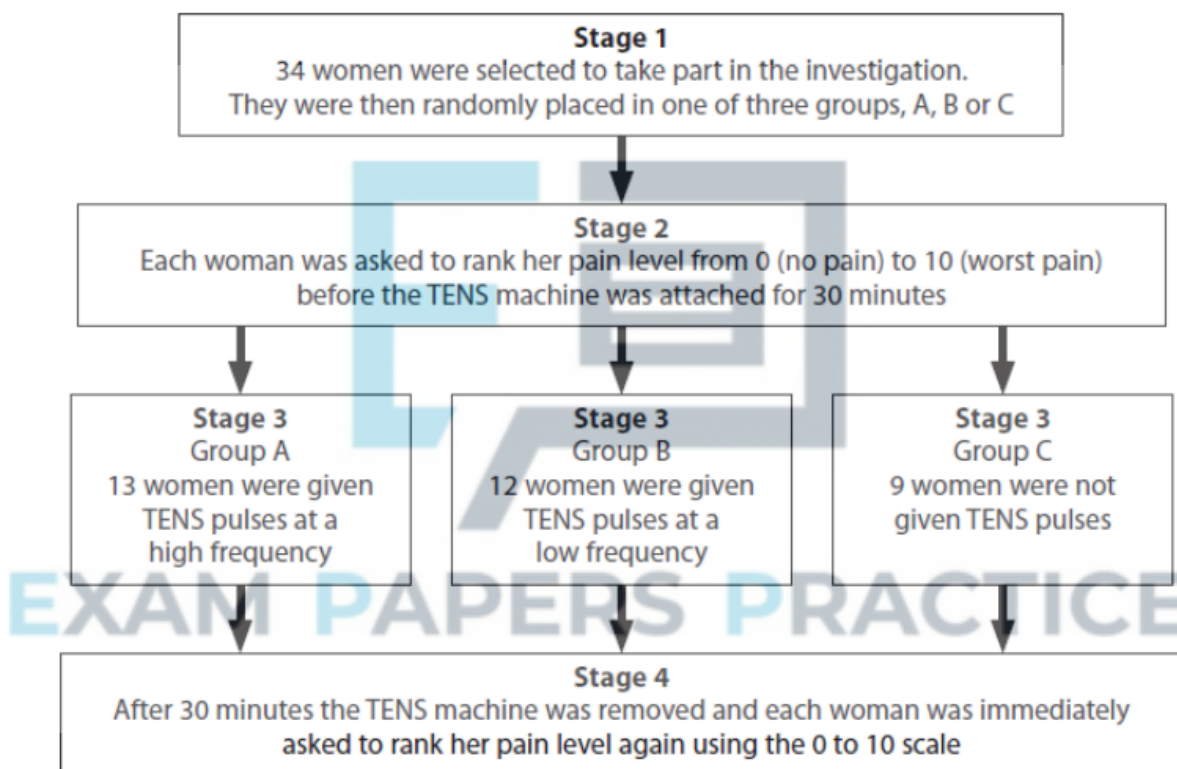 Stage 1
34 women were selected to take part in the investigation.
They were then randomly placed in one of three groups, A, B or C
Stage 2
Each woman was asked to rank her pain level from 0 (no pain) to 10 (worst pain)
before the TENS machine was attached for 30 minutes
Stage 3
Group A
13 women were given
TENS pulses at a
high frequency
Stage 3
Group B
12 women were given
TENS pulses at a
low frequency
Stage 3
Group C
9 women were not
given TENS pulses
EXAM PAPERS PRACTICE
Stage 4
After 30 minutes the TENS machine was removed and each woman was immediately
asked to rank her pain level again using the 0 to 10 scale